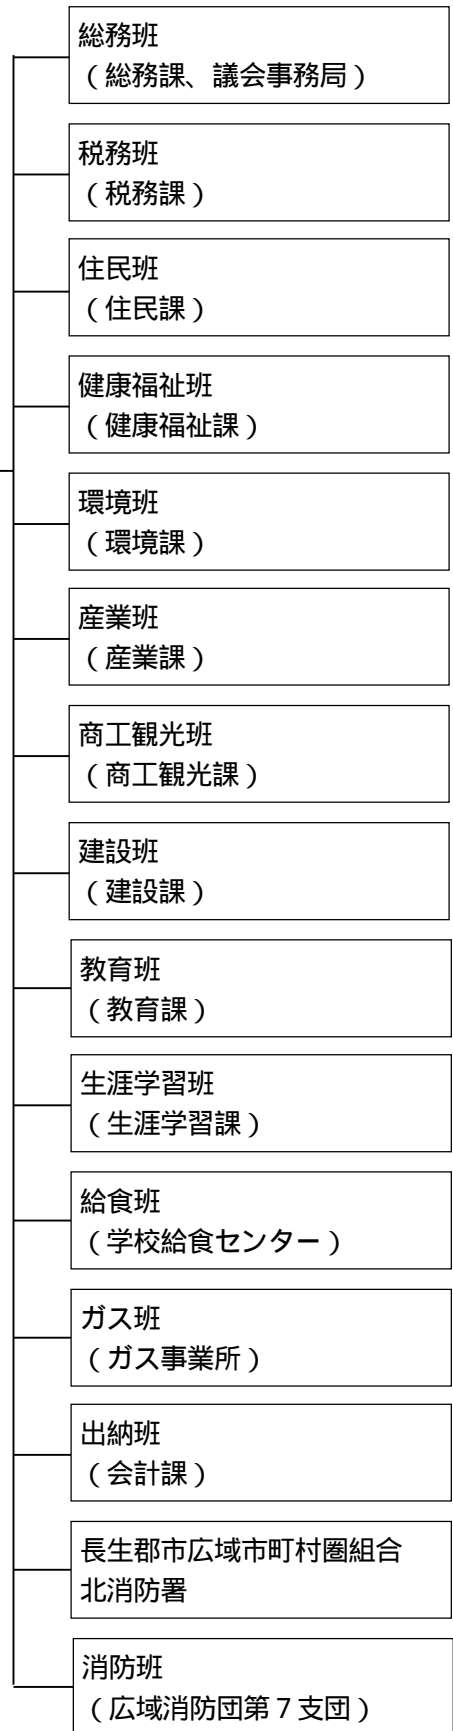 総務班
（総務課、議会事務局）
税務班
（税務課）
住民班
（住民課）
健康福祉班
（健康福祉課）
環境班
（環境課）
産業班
（産業課）
商工観光班
（商工観光課）
建設班
（建設課）
教育班
（教育課）
生涯学習班
（生涯学習課）
給食班
（学校給食センター）
ガス班
（ガス事業所）
出納班
（会計課）
長生郡市広域市町村圏組合
北消防署
消防班
（広域消防団第７支団）